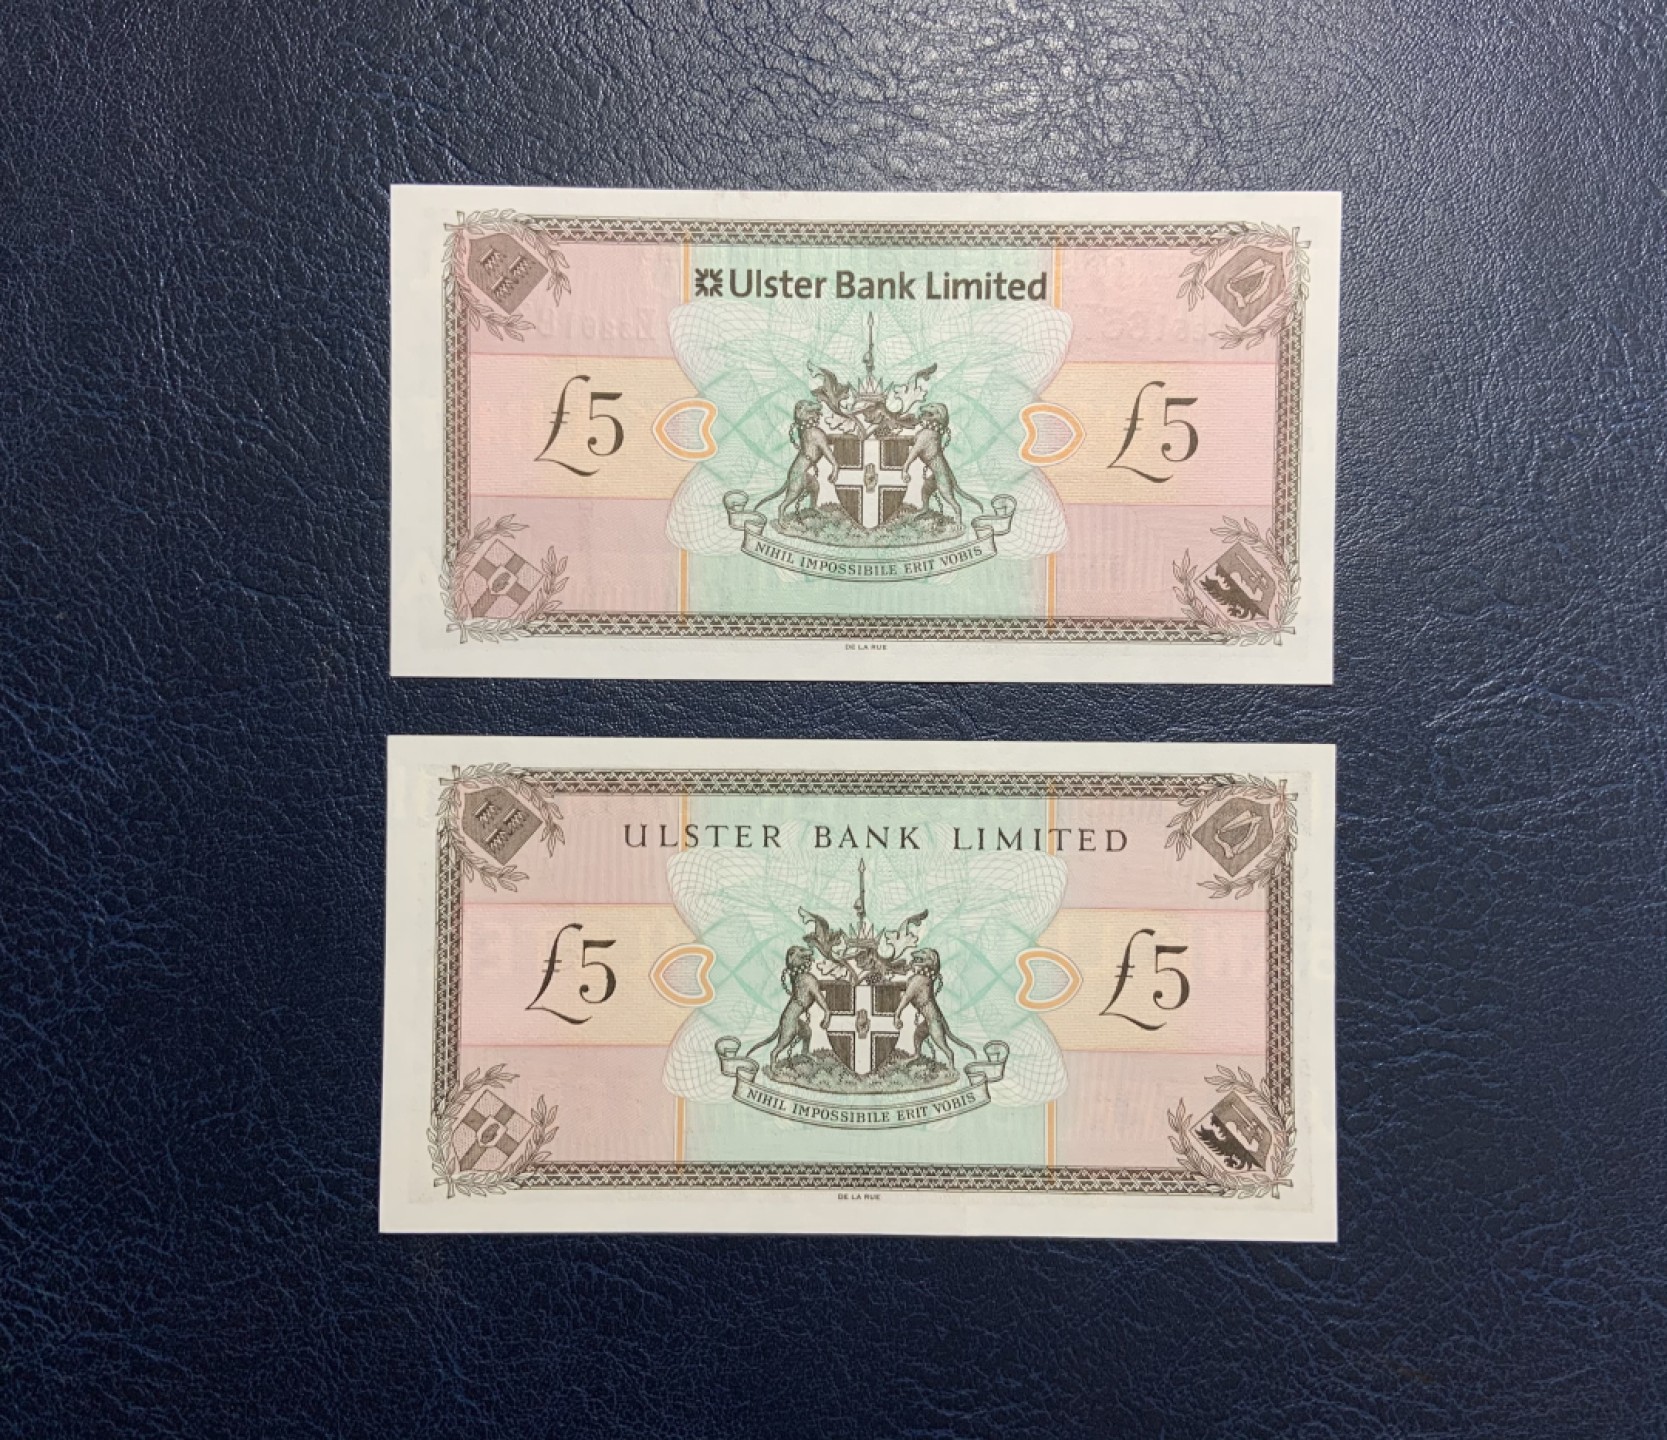 Ulster Bank Limited
£5 £5
NIHIL IMPOSSIBILE ERIT VOBIS
DE LA RUE
ULSTER BANK LIMITED
£5 £5
NIHIL IMPOSSIBILE ERIT VOBIS
DE LA RUE